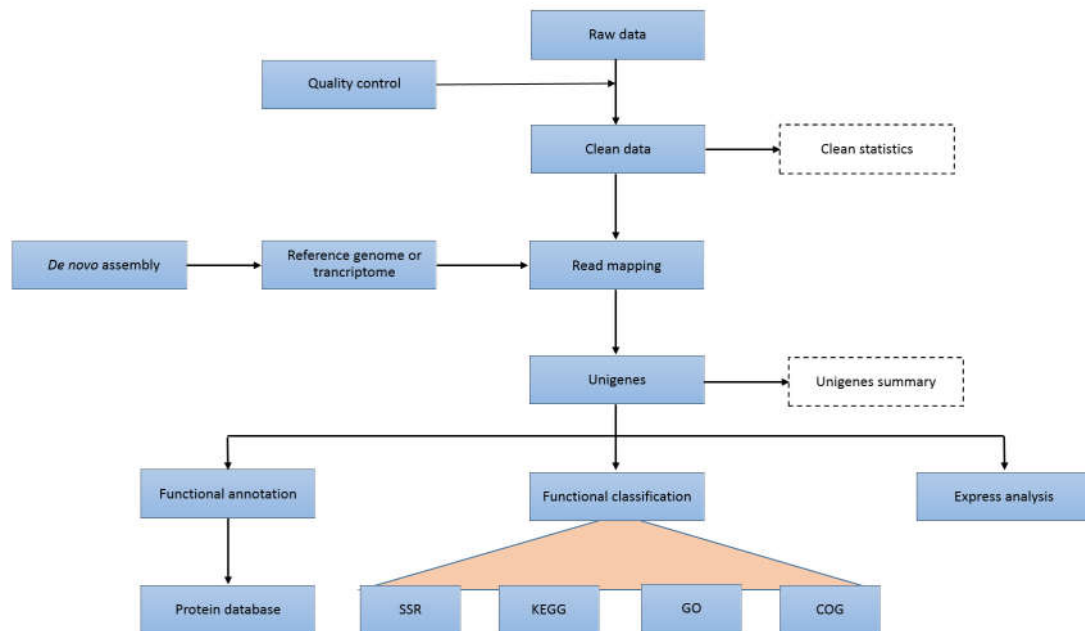 Raw data
Quality control
Clean data
Clean statistics
De novo assembly
Reference genome or
trancriptome
Read mapping
Unigenes
Unigenes summary
Functional annotation
Functional classification
Express analysis
Protein database
SSR
KEGG
GO
COG